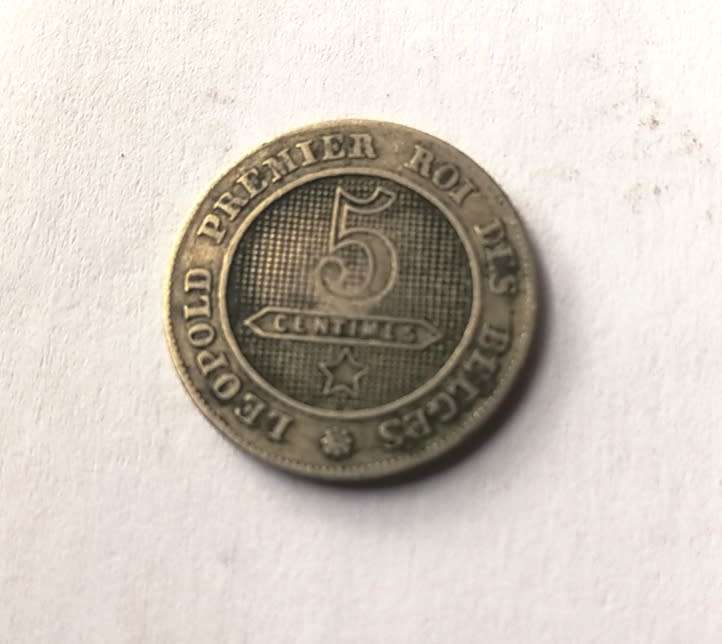 LEOPOLD PREMIER ROI DES BELGES
5
CENTIMES